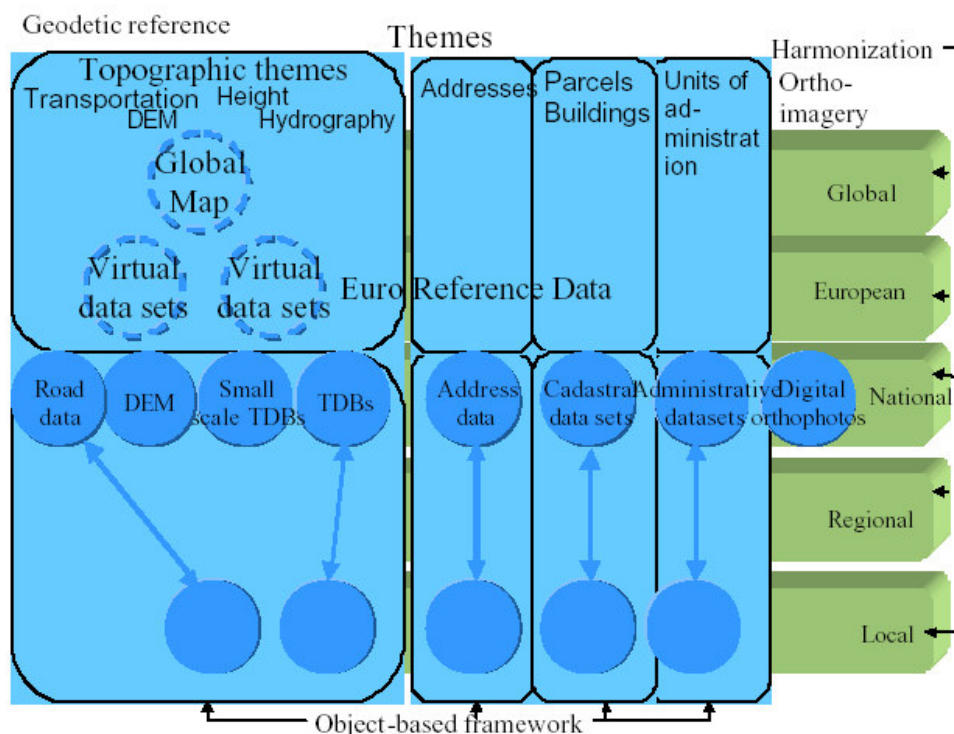 Geodetic reference
Themes
Harmonization
Topographic themes
Transportation
Height
DEM
Hydrography
Addresses
Parcels
Buildings
Units of
ad-
ministrat
ion
Ortho-
imagery
Global
Map
Global
Virtual
data sets
Virtual
data sets
Euro Reference Data
European
Road
data
DEM
Small
scale TDBs
TDBs
Address
data
Cadastral
data sets
Administrative
datasets
Digital
orthophotos
National
Regional
Local
Object-based framework